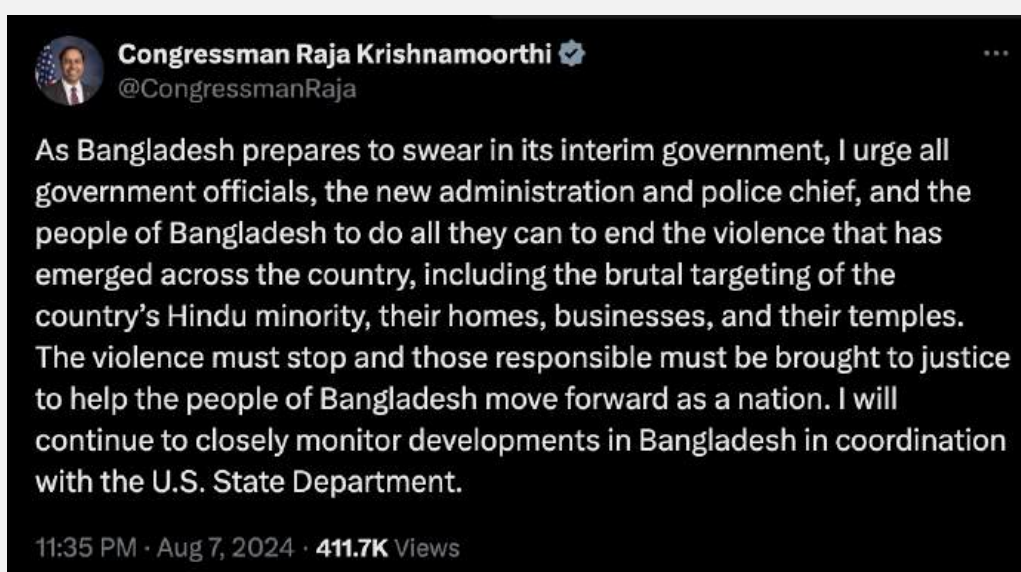 Congressman Raja Krishnamoorthi
@CongressmanRaja
As Bangladesh prepares to swear in its interim government, I urge all
government officials, the new administration and police chief, and the
people of Bangladesh to do all they can to end the violence that has
emerged across the country, including the brutal targeting of the
country’s Hindu minority, their homes, businesses, and their temples.
The violence must stop and those responsible must be brought to justice
to help the people of Bangladesh move forward as a nation. I will
continue to closely monitor developments in Bangladesh in coordination
with the U.S. State Department.
11:35 PM · Aug 7, 2024 · 411.7K Views